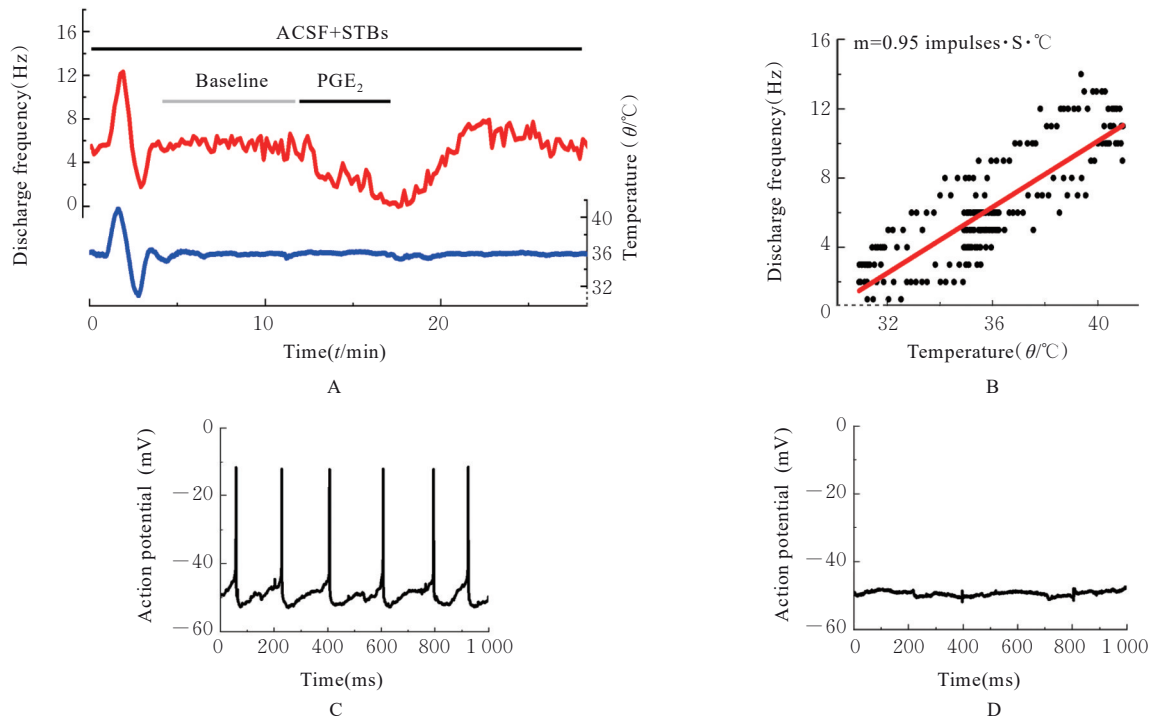 ACSF+STBs
Baseline
PGE₂
Discharge frequency(Hz)
16
12
8
4
0
40
36
32
Temperature (θ/℃)
0
10
20
Time(t/min)
A
m=0.95 impulses·S·℃
Discharge frequency(Hz)
16
12
8
4
0
32
36
40
Temperature(θ/℃)
B
Action potential (mV)
0
−20
−40
−60
0
200
400
600
800
1 000
Time(ms)
C
Action potential (mV)
0
−20
−40
−60
0
200
400
600
800
1 000
Time(ms)
D